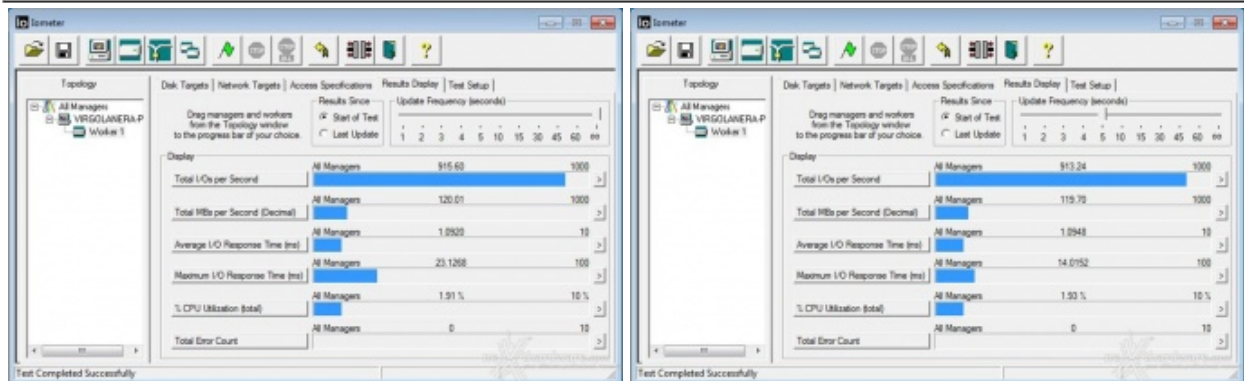 Iometer
Topology
All Managers
VIRGOLANERA-P
Worker 1
Disk Targets | Network Targets | Access Specifications | Results Display | Test Setup
Drag managers and workers
from the Topology window
to the progress bar of your choice.
Results Since
Start of Test
Last Update
Update Frequency (seconds)
1 2 3 4 5 10 15 30 45 60 ∞
Display
All Managers 915.60 1000
Total I/Os per Second
All Managers 120.01 1000
Total MBs per Second (Decimal)
All Managers 1.0920 10
Average I/O Response Time (ms)
All Managers 23.1268 100
Maximum I/O Response Time (ms)
All Managers 1.91 % 10 %
% CPU Utilization (total)
All Managers 0 10
Total Error Count
Test Completed Successfully
Iometer
Topology
All Managers
VIRGOLANERA-P
Worker 1
Disk Targets | Network Targets | Access Specifications | Results Display | Test Setup
Drag managers and workers
from the Topology window
to the progress bar of your choice.
Results Since
Start of Test
Last Update
Update Frequency (seconds)
1 2 3 4 5 10 15 30 45 60 ∞
Display
All Managers 913.24 1000
Total I/Os per Second
All Managers 119.70 1000
Total MBs per Second (Decimal)
All Managers 1.0948 10
Average I/O Response Time (ms)
All Managers 14.0152 100
Maximum I/O Response Time (ms)
All Managers 1.93 % 10 %
% CPU Utilization (total)
All Managers 0 10
Total Error Count
Test Completed Successfully